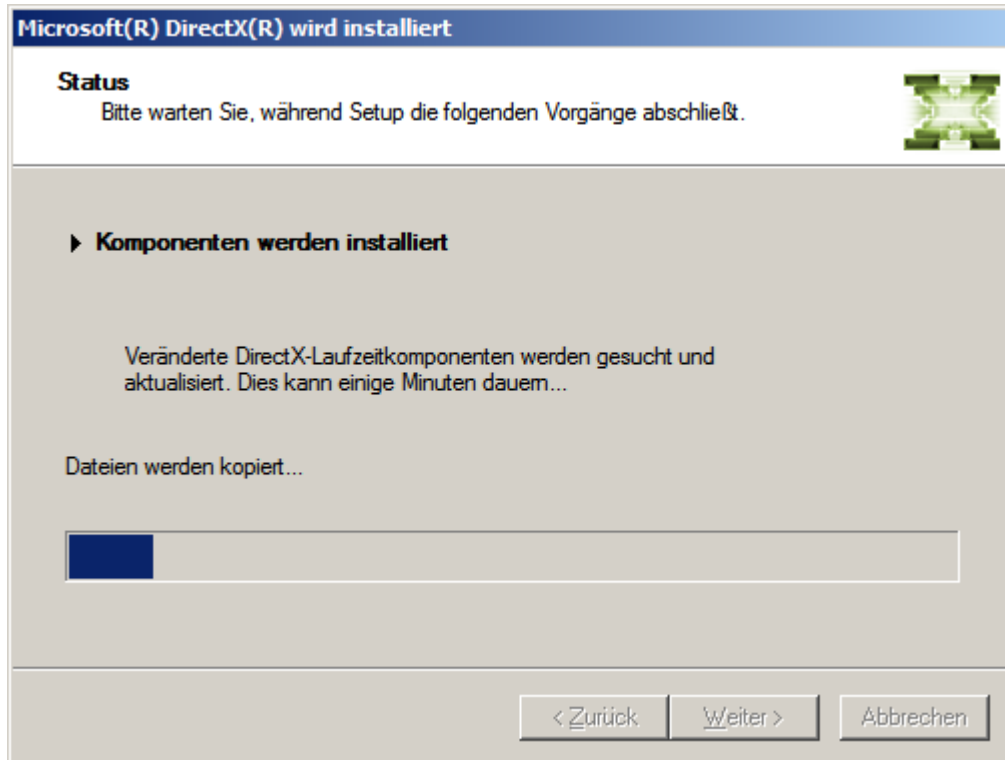 Microsoft(R) DirectX(R) wird installiert
Status
Bitte warten Sie, während Setup die folgenden Vorgänge abschließt.
Komponenten werden installiert
Veränderte DirectX-Laufzeitkomponenten werden gesucht und
aktualisiert. Dies kann einige Minuten dauern...
Dateien werden kopiert...
< Zurück
Weiter >
Abbrechen